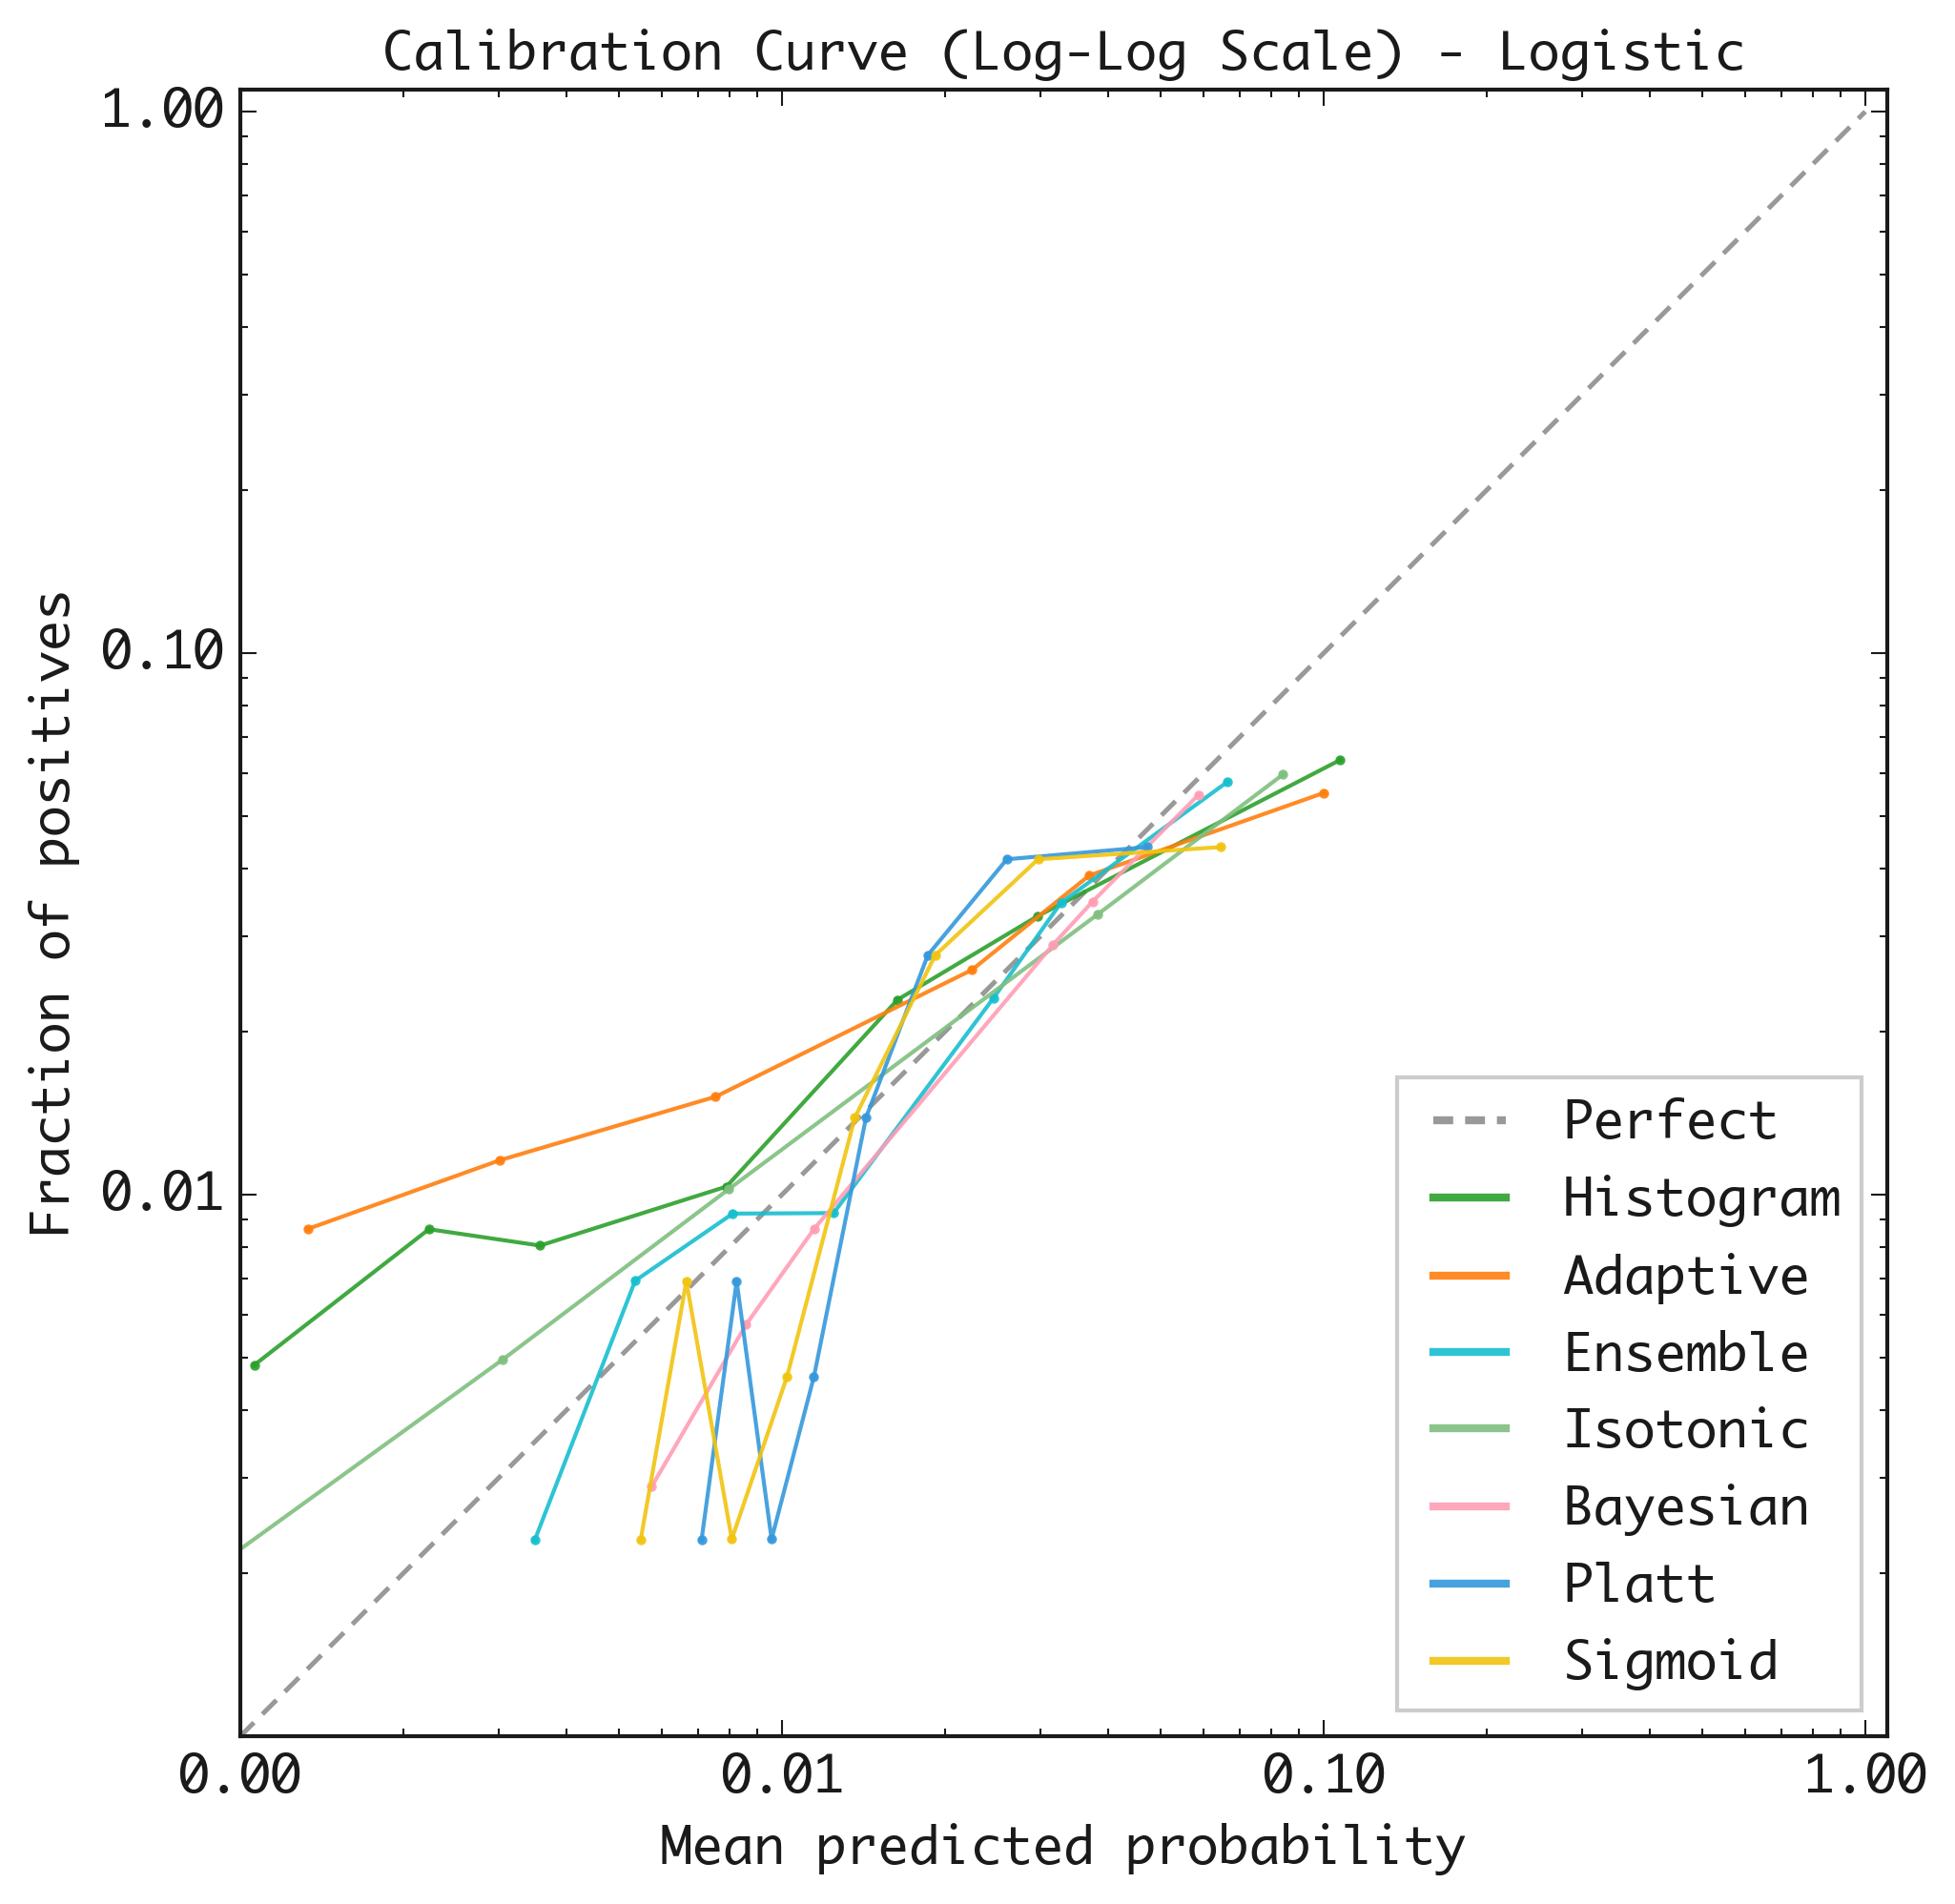 Calibration Curve (Log-Log Scale) - Logistic
1.00
0.10
0.01
Fraction of positives
0.00 0.01 0.10 1.00
Mean predicted probability
Perfect
Histogram
Adaptive
Ensemble
Isotonic
Bayesian
Platt
Sigmoid